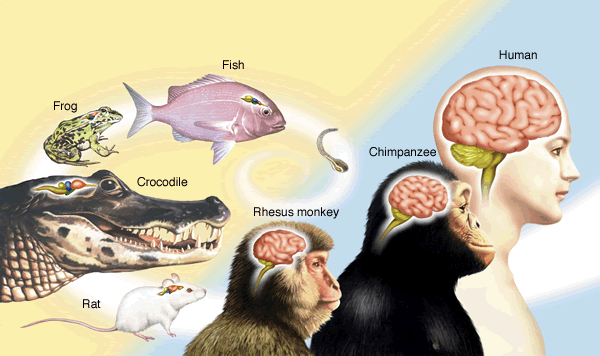 Human
Fish
Frog
Chimpanzee
Crocodile
Rhesus monkey
Rat